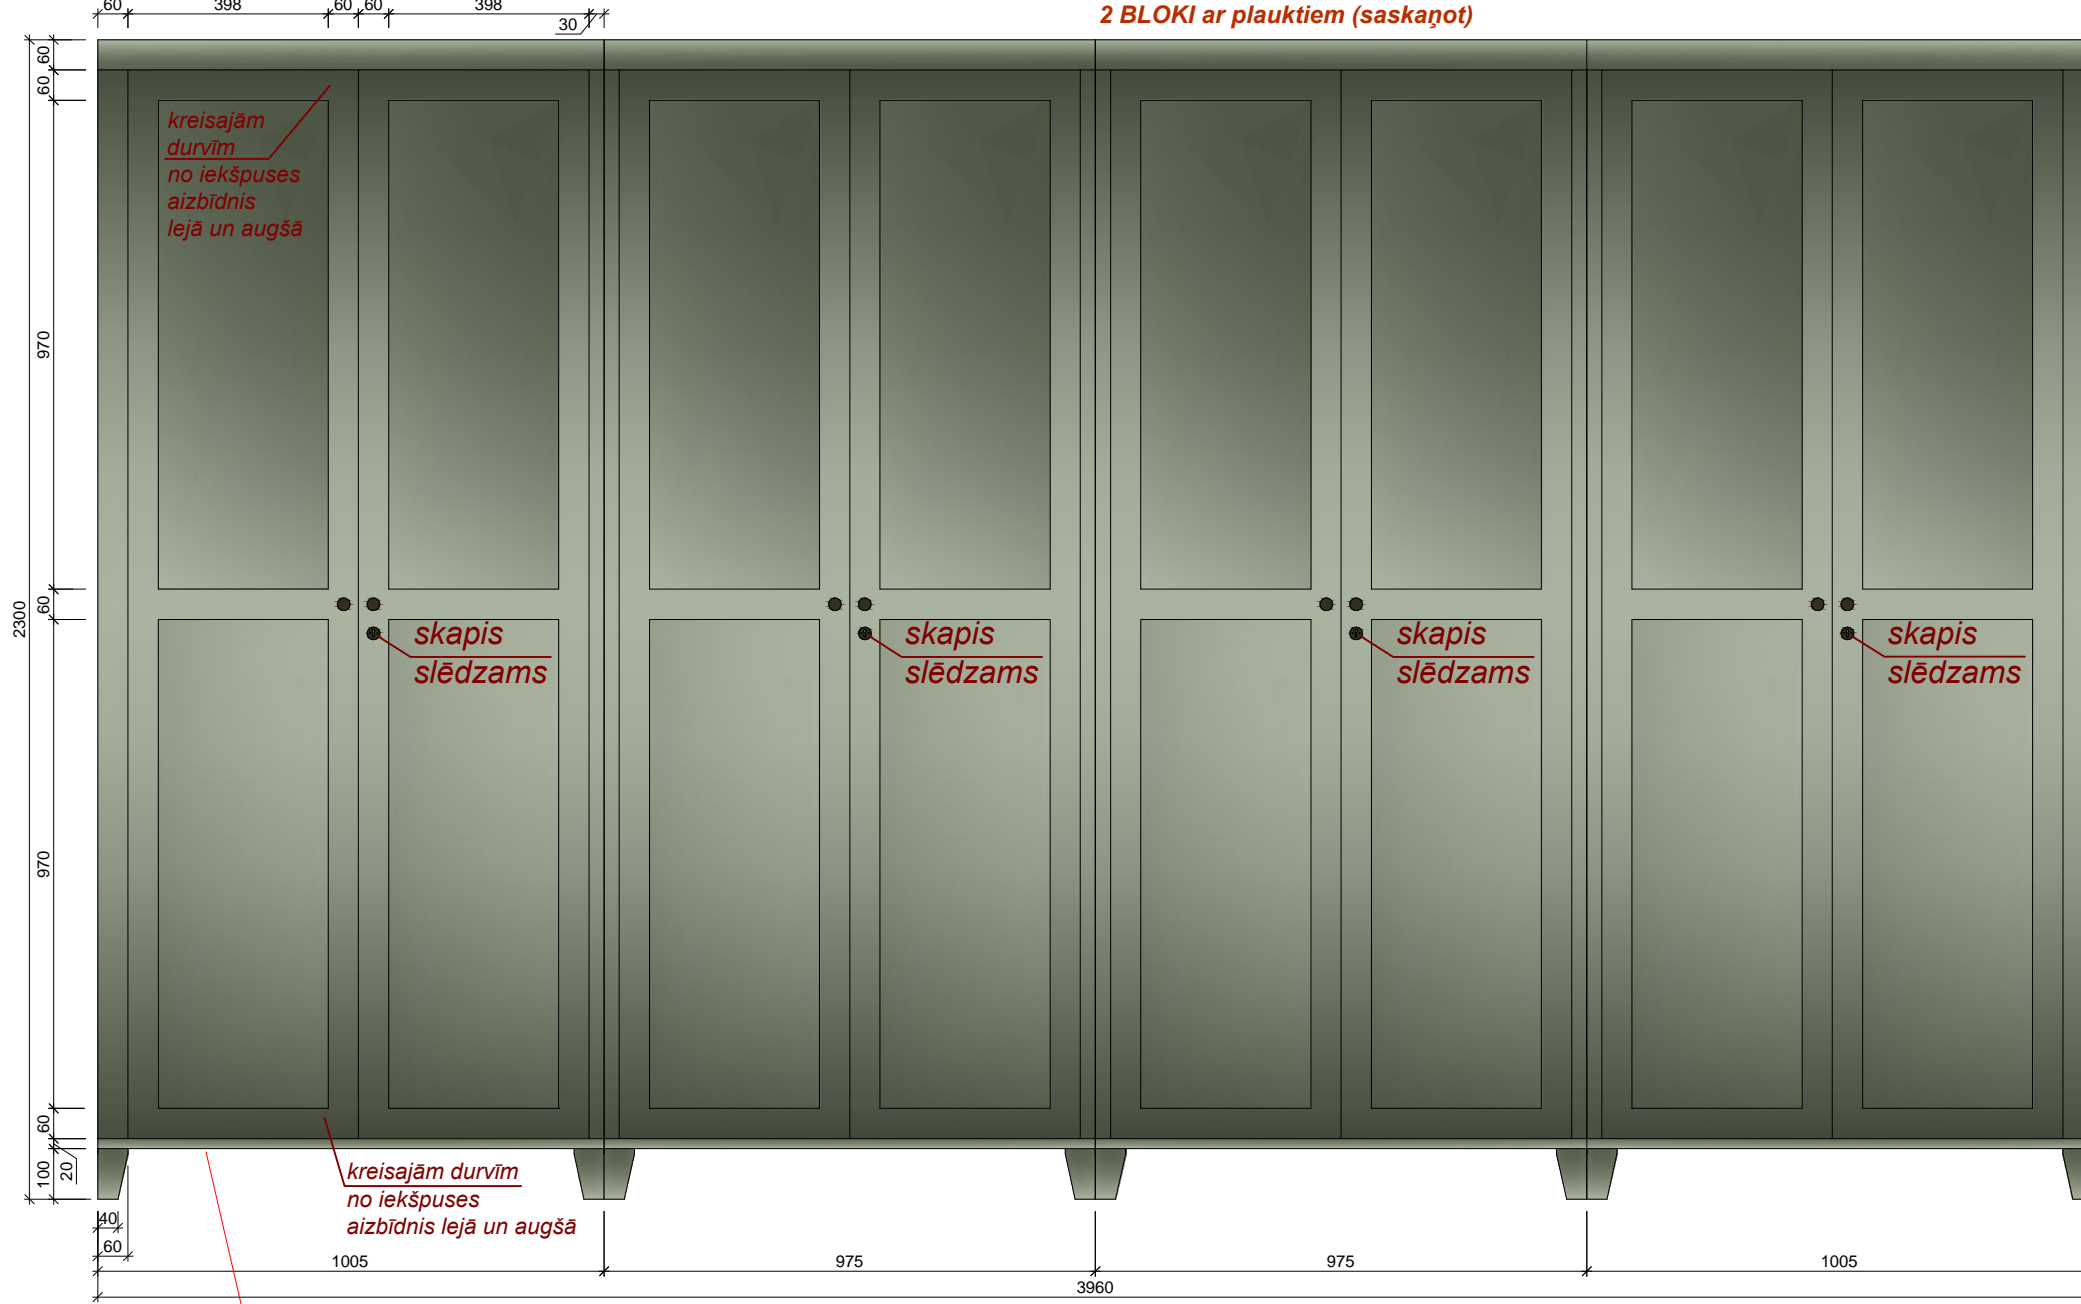 60 398 60 60 398
30
2 BLOKI ar plauktiem (saskaņot)
60
60
970
60
2300
970
60
20
100
kreisajām
durvīm
no iekšpuses
aizbīdnis
lejā un augšā
skapis
slēdzams
skapis
slēdzams
skapis
slēdzams
skapis
slēdzams
kreisajām durvīm
no iekšpuses
aizbīdnis lejā un augšā
40
60
1005 975 975 1005
3960